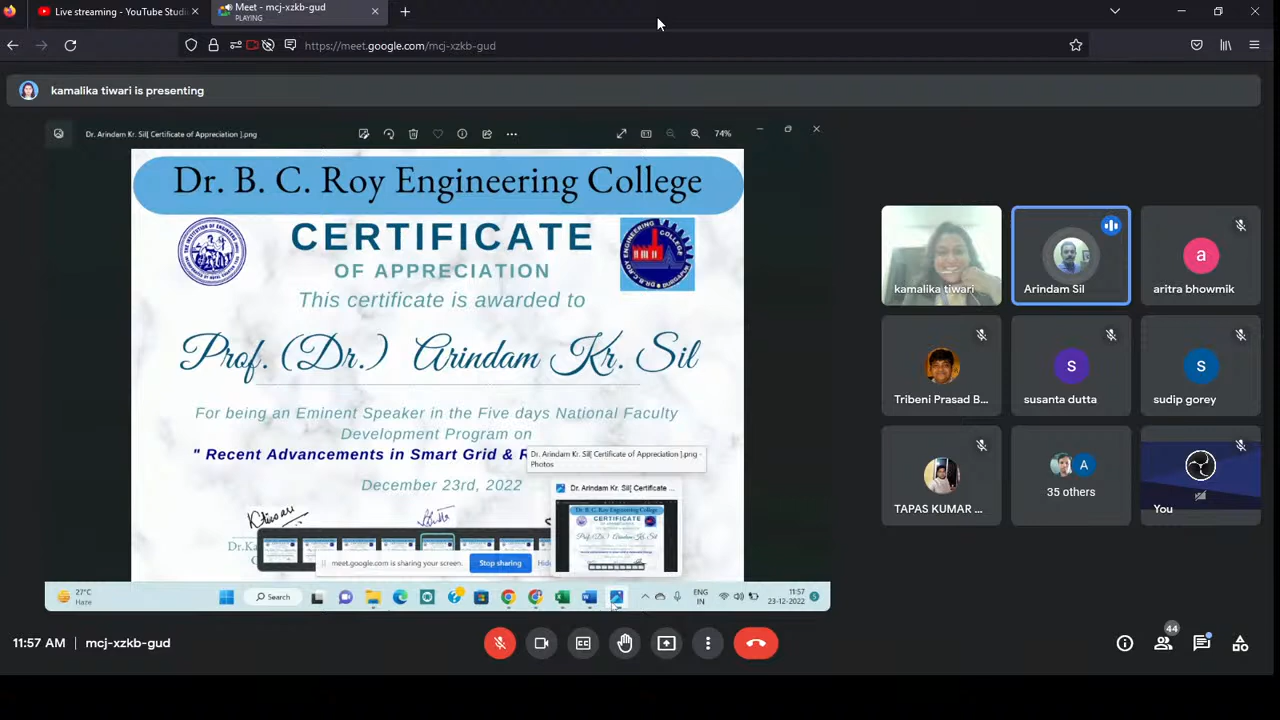 Live streaming - YouTube Studi
Meet - mcj-xzkb-gud
PLAYING
https://meet.google.com/mcj-xzkb-gud
kamalika tiwari is presenting
Dr. Arindam Kr. Sil[ Certificate of Appreciation ].png
74%
Dr. B. C. Roy Engineering College
CERTIFICATE
OF APPRECIATION
This certificate is awarded to
Prof. (Dr.) Arindam Kr. Sil
For being an Eminent Speaker in the Five days National Faculty
Development Program on
" Recent Advancements in Smart Grid & R
December 23rd, 2022
Dr. Arindam Kr. Sil[ Certificate of Appreciation ].png -
Photos
Dr. Arindam Kr. Sil[ Certificate ...
meet.google.com is sharing your screen.
Stop sharing
Hide
27°C
Haze
Search
ENG
IN
11:57
23-12-2022
5
kamalika tiwari
Arindam Sil
a
aritra bhowmik
Tribeni Prasad B...
s
susanta dutta
s
sudip gorey
TAPAS KUMAR ...
A
35 others
You
11:57 AM | mcj-xzkb-gud
44